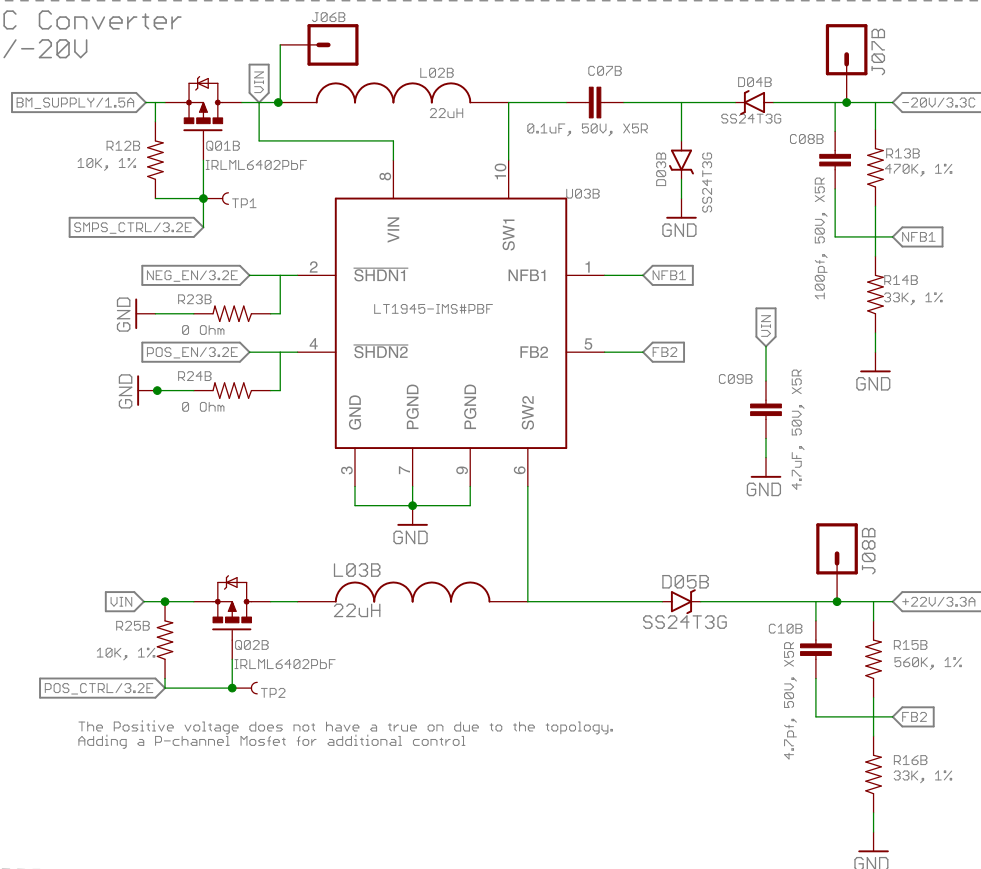 C Converter
/-20V
J06B
J07B
BM_SUPPLY/1.5A
VIN
L02B
22uH
C07B
0.1uF, 50V, X5R
D04B
SS24T3G
-20V/3.3C
R12B
10K, 1%
Q01B
IRLML6402PbF
TP1
SMPS_CTRL/3.2E
D03B
SS24T3G
GND
C08B
100pf, 50V, X5R
R13B
470K, 1%
NFB1
R14B
33K, 1%
GND
8
10
U03B
VIN
SW1
NEG_EN/3.2E
2
SHDN1
NFB1
1
NFB1
GND
R23B
0 Ohm
LT1945-IMS#PBF
POS_EN/3.2E
4
SHDN2
FB2
5
FB2
GND
R24B
0 Ohm
GND
PGND
PGND
SW2
3
7
9
6
GND
VIN
C09B
4.7uF, 50V, X5R
GND
J08B
VIN
L03B
22uH
D05B
SS24T3G
+22V/3.3A
R25B
10K, 1%
Q02B
IRLML6402PbF
POS_CTRL/3.2E
TP2
C10B
4.7pf, 50V, X5R
R15B
560K, 1%
FB2
R16B
33K, 1%
GND
The Positive voltage does not have a true on due to the topology.
Adding a P-channel Mosfet for additional control